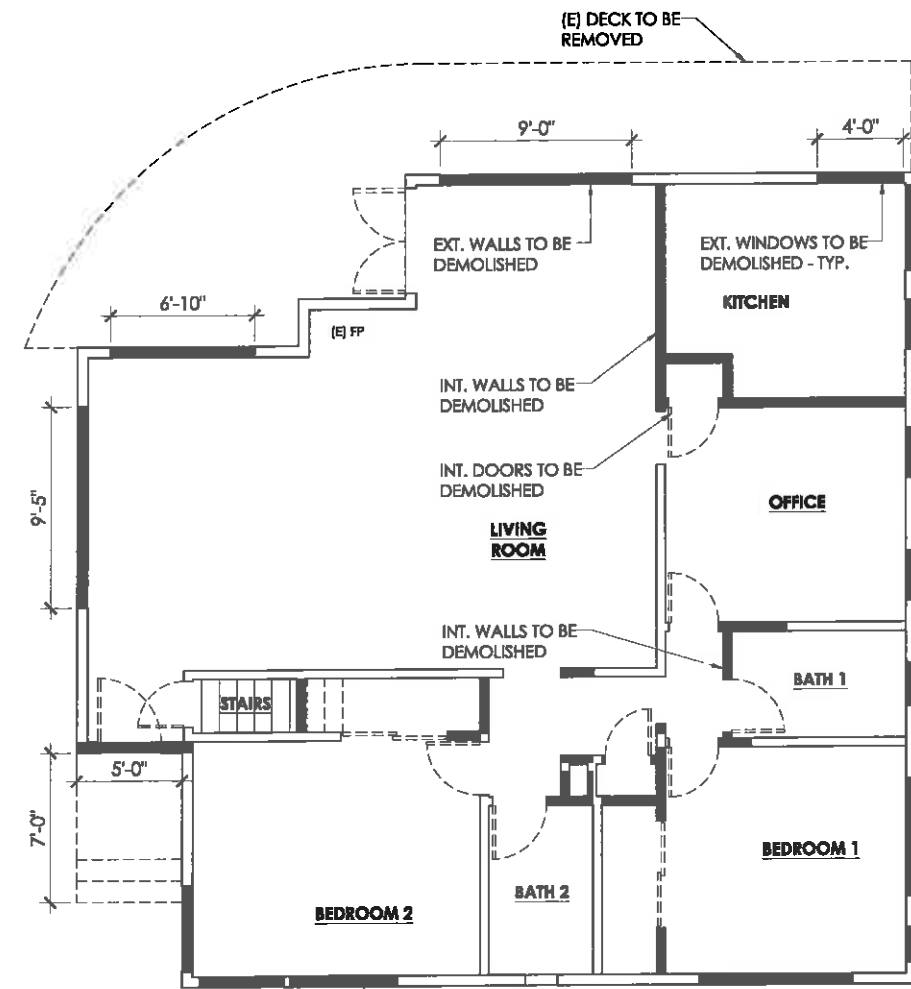 (E) DECK TO BE
REMOVED
9'-0"
4'-0"
EXT. WALLS TO BE
DEMOLISHED
EXT. WINDOWS TO BE
DEMOLISHED - TYP.
KITCHEN
6'-10"
(E) FP
INT. WALLS TO BE
DEMOLISHED
INT. DOORS TO BE
DEMOLISHED
9'-5"
LIVING
ROOM
OFFICE
INT. WALLS TO BE
DEMOLISHED
BATH 1
STAIRS
5'-0"
7'-0"
BEDROOM 1
BATH 2
BEDROOM 2